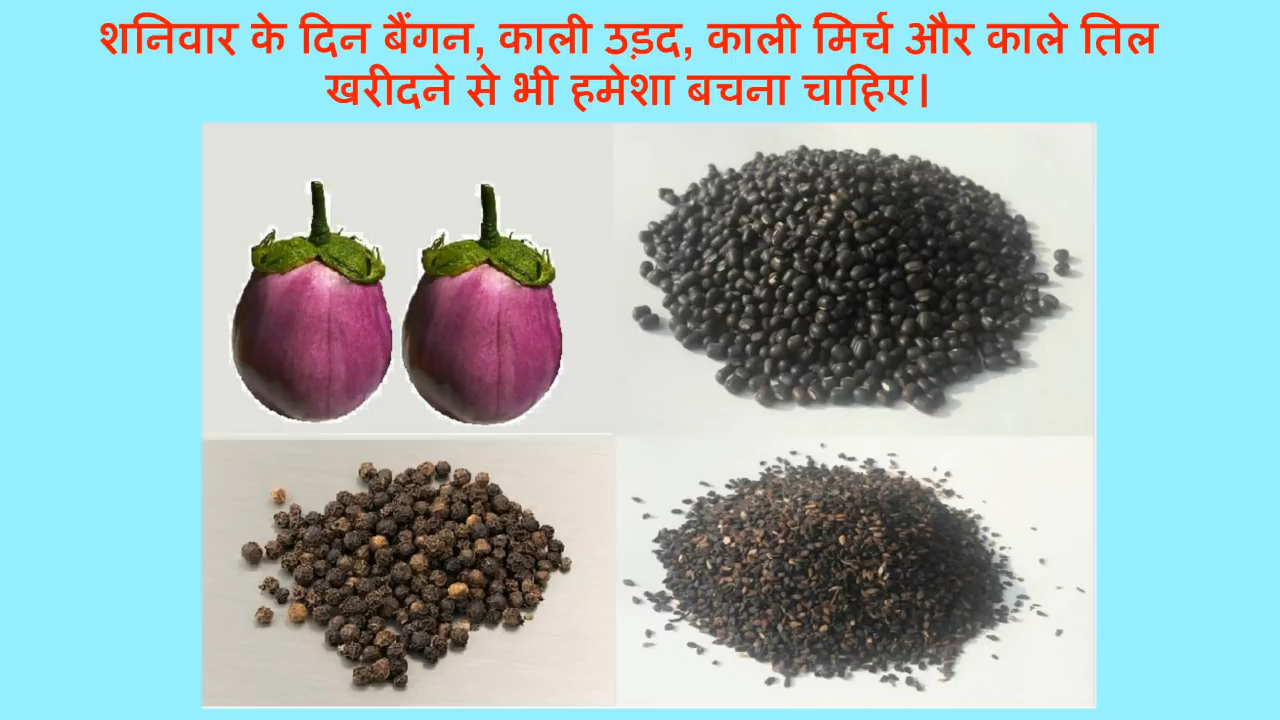 शनिवार के दिन बैंगन, काली उड़द, काली मिर्च और काले तिल
खरीदने से भी हमेशा बचना चाहिए।